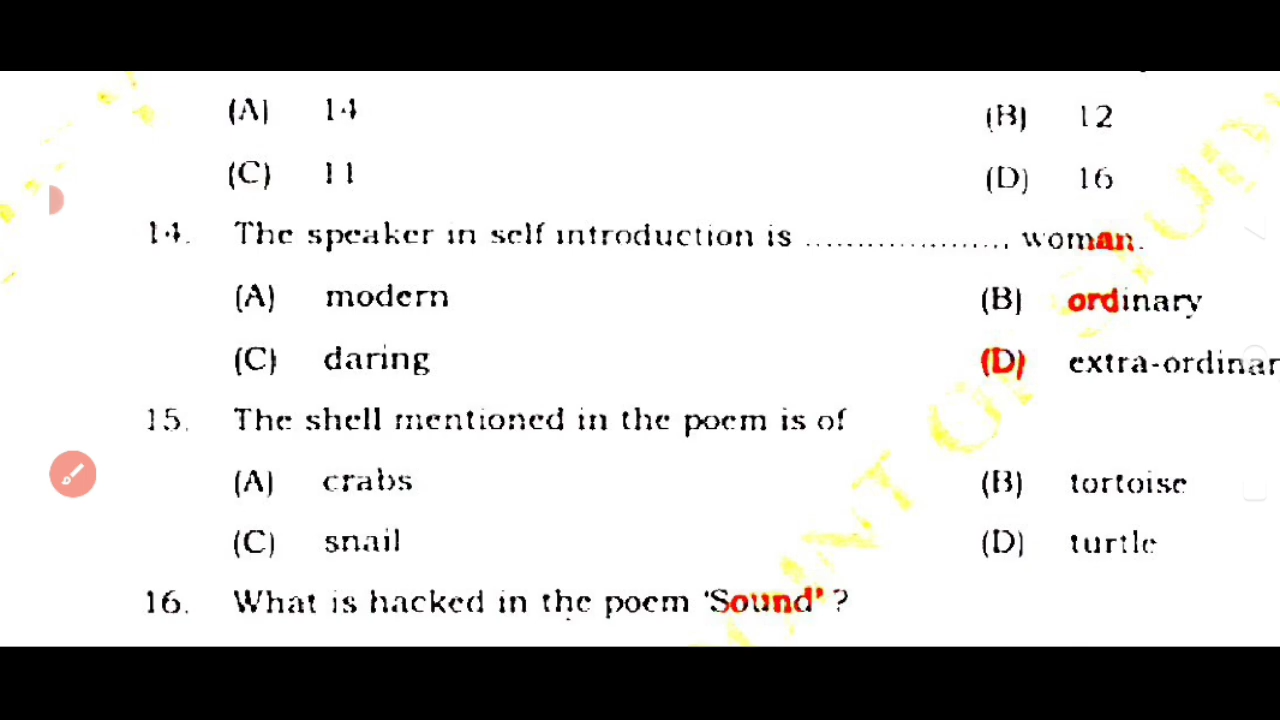 (A) 14 (B) 12
(C) 11 (D) 16
14. The speaker in self introduction is .................... woman.
(A) modern (B) ordinary
(C) daring (D) extra-ordinar
15. The shell mentioned in the poem is of
(A) crabs (B) tortoise
(C) snail (D) turtle
16. What is hacked in the poem ‘Sound’ ?